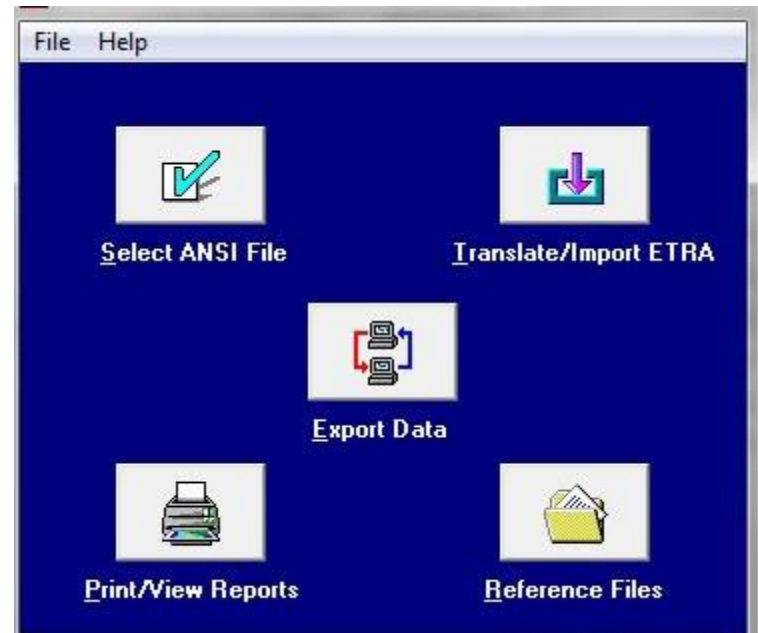 File Help
Select ANSI File
Translate/Import ETRA
Export Data
Print/View Reports
Reference Files